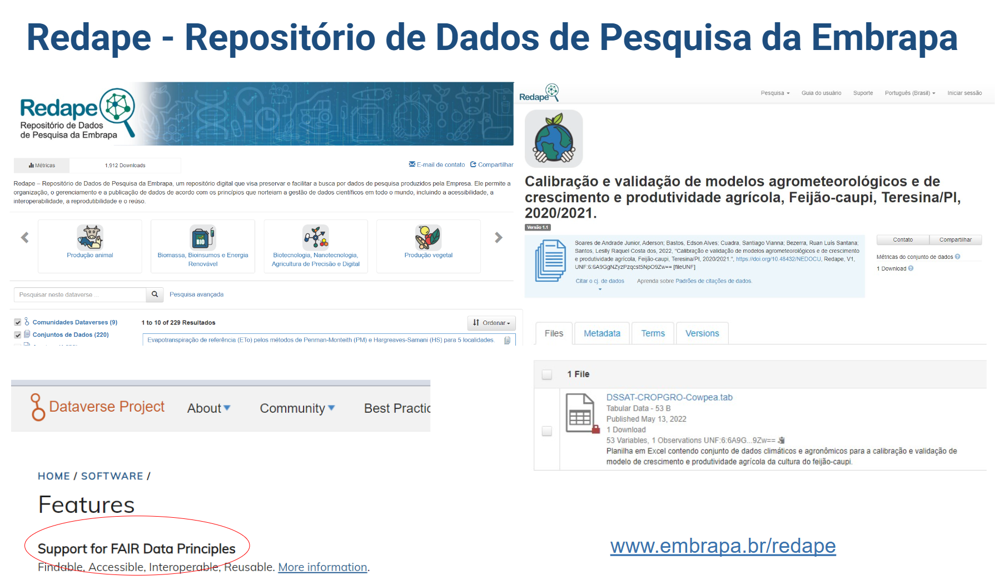 Redape - Repositório de Dados de Pesquisa da Embrapa
Redape
Repositório de Dados
de Pesquisa da Embrapa
Métricas
1,912 Downloads
E-mail de contato
Compartilhar
Redape – Repositório de Dados de Pesquisa da Embrapa, um repositório digital que visa preservar e facilitar a busca por dados de pesquisa produzidos pela Empresa. Ele permite a
organização, o gerenciamento e a publicação de dados de acordo com os princípios que norteiam a gestão de dados científicos em todo o mundo, incluindo a acessibilidade, a
interoperabilidade, a reprodutibilidade e o reúso.
Produção animal
BIO
Biomassa, Bioinsumos e Energia
Renovável
Biotecnologia, Nanotecnologia,
Agricultura de Precisão e Digital
Produção vegetal
Pesquisar neste dataverse ...
Pesquisa avançada
Comunidades Dataverses (9)
Conjuntos de Dados (220)
1 to 10 of 229 Resultados
Ordenar
Evapotranspiração de referência (ETo) pelos métodos de Penman-Monteith (PM) e Hargreaves-Samani (HS) para 5 localidades.
Redape
Pesquisa
Guia do usuário
Suporte
Português (Brasil)
Iniciar sessão
Calibração e validação de modelos agrometeorológicos e de
crescimento e produtividade agrícola, Feijão-caupi, Teresina/PI,
2020/2021.
Versão 1.1
Soares de Andrade Junior, Aderson; Bastos, Edson Alves; Cuadra, Santiago Vianna; Bezerra, Ruan Luís Santana;
Santos, Leslly Raquel Costa dos, 2022, "Calibração e validação de modelos agrometeorológicos e de crescimento
e produtividade agrícola, Feijão-caupi, Teresina/PI, 2020/2021.", https://doi.org/10.48432/NEDOCU, Redape, V1,
UNF:6:6A9GgNZyzPzqcst5NpO9Zw== [fileUNF]
Citar o cj. de dados
Aprenda sobre Padrões de citações de dados.
Contato
Compartilhar
Métricas do conjunto de dados
1 Download
Files
Metadata
Terms
Versions
1 File
DSSAT-CROPGRO-Cowpea.tab
Tabular Data - 53 B
Published May 13, 2022
1 Download
53 Variables, 1 Observations UNF:6:6A9G...9Zw==
Planilha em Excel contendo conjunto de dados climáticos e agronômicos para a calibração e validação de
modelo de crescimento e produtividade agrícola da cultura do feijão-caupi.
Dataverse Project
About
Community
Best Practic
HOME / SOFTWARE /
Features
Support for FAIR Data Principles
Findable, Accessible, Interoperable, Reusable. More information.
www.embrapa.br/redape